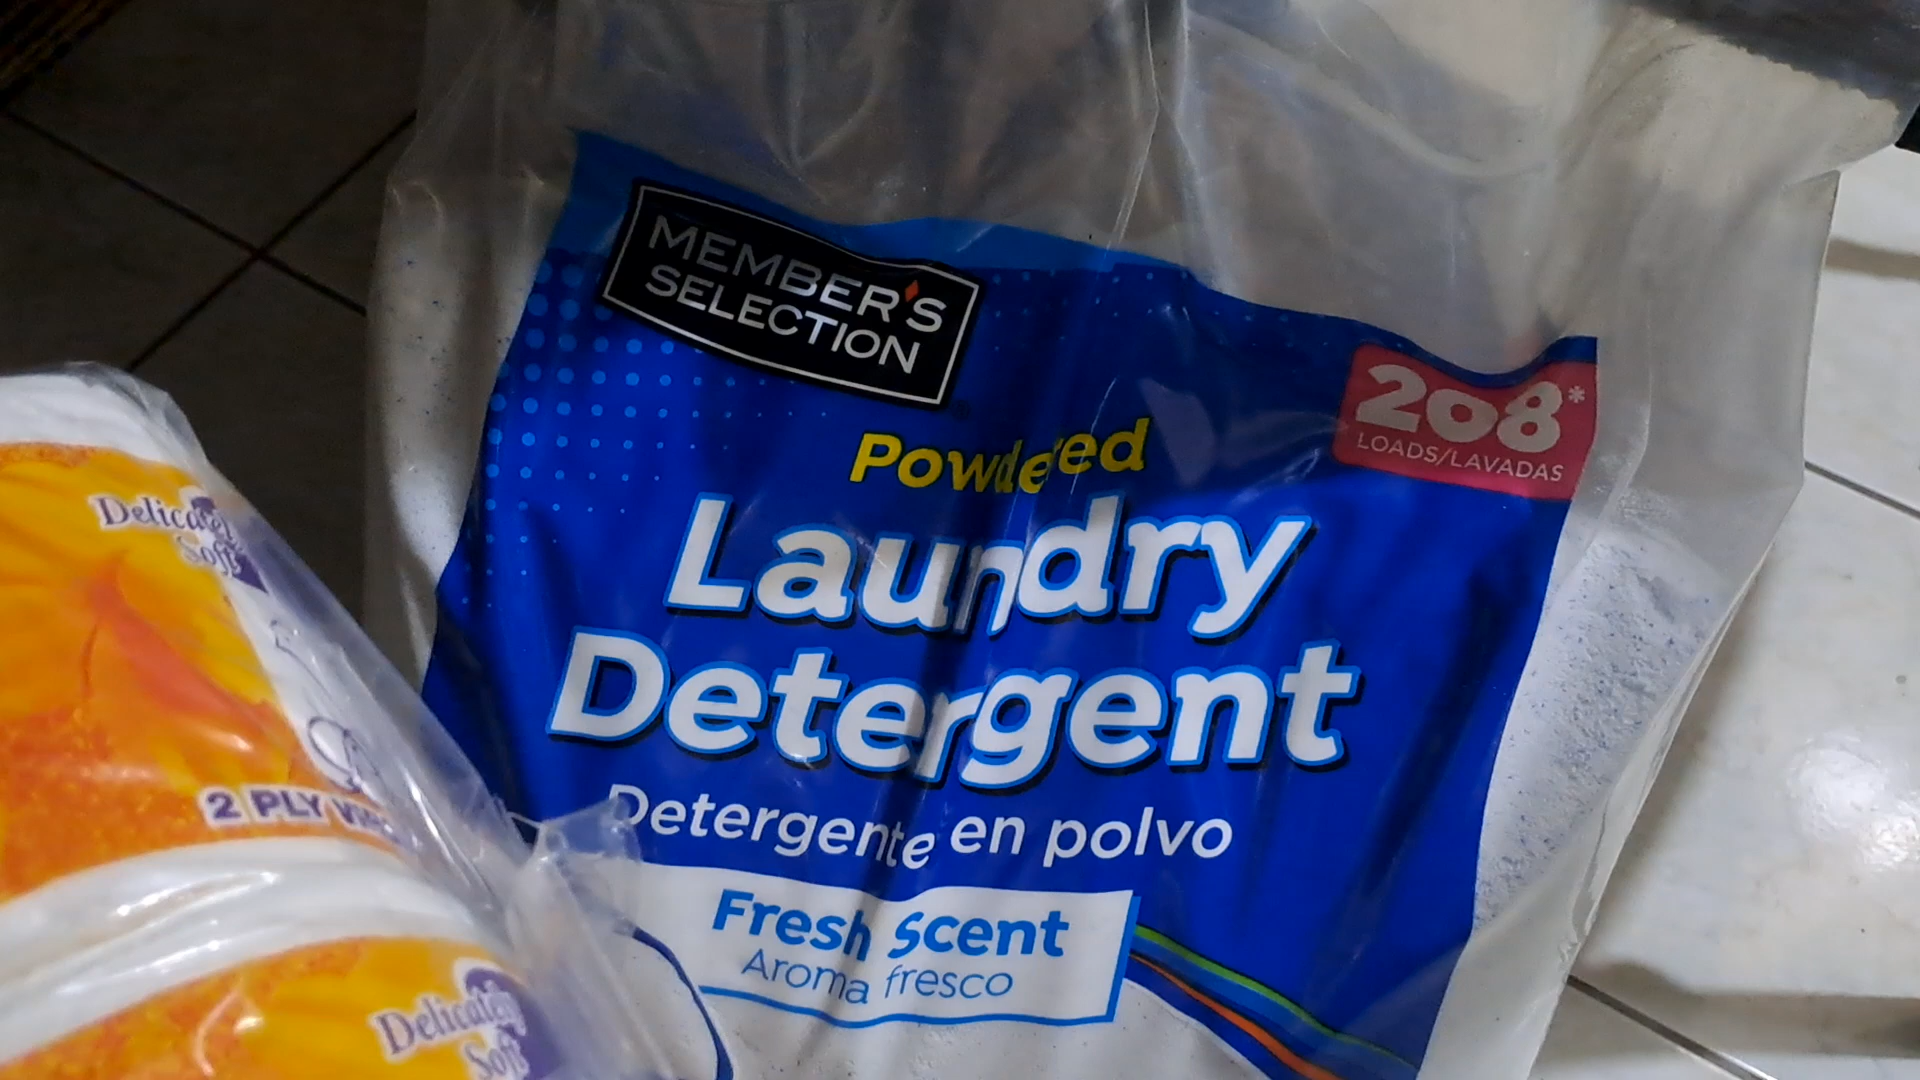 MEMBER'S
SELECTION
208*
LOADS/LAVADAS
Powdered
Laundry
Detergent
Detergente en polvo
Fresh Scent
Aroma fresco
Delicately
Soft
2 PLY
Delicately
Soft